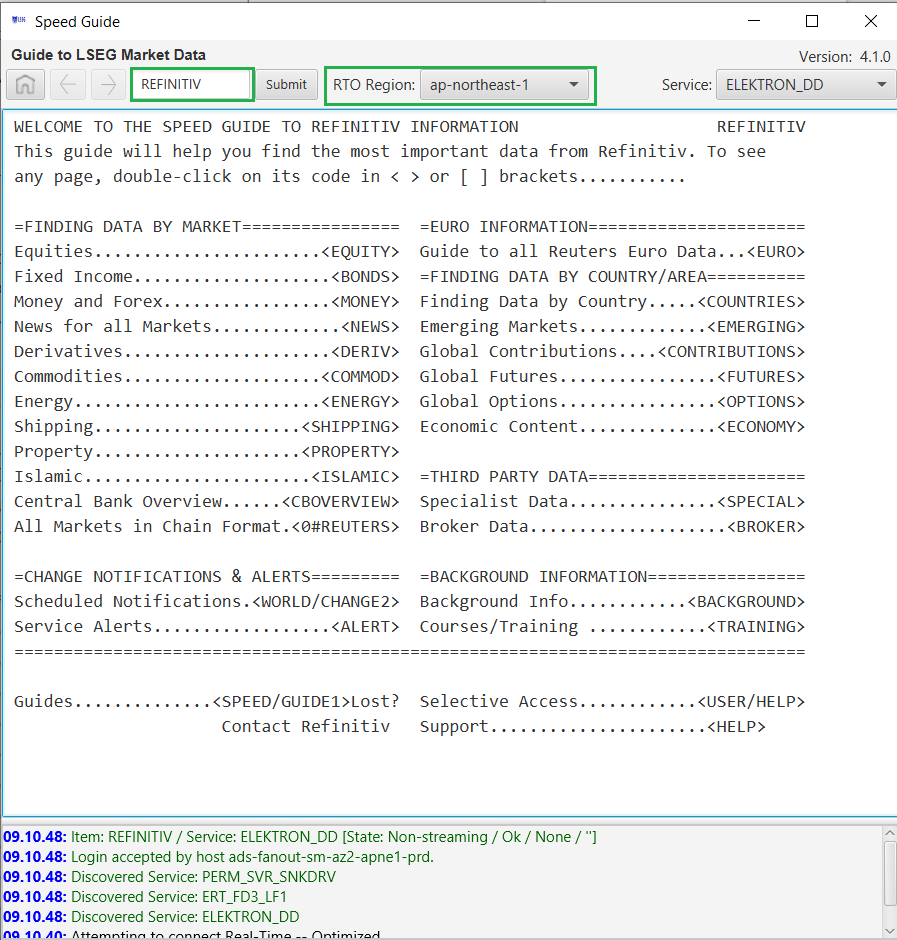 Speed Guide
Guide to LSEG Market Data
Version: 4.1.0
REFINITIV Submit RTO Region: ap-northeast-1 Service: ELEKTRON_DD
WELCOME TO THE SPEED GUIDE TO REFINITIV INFORMATION REFINITIV
This guide will help you find the most important data from Refinitiv. To see
any page, double-click on its code in < > or [ ] brackets...........
=FINDING DATA BY MARKET================ =EURO INFORMATION======================
Equities.......................<EQUITY> Guide to all Reuters Euro Data...<EURO>
Fixed Income....................<BONDS> =FINDING DATA BY COUNTRY/AREA==========
Money and Forex.................<MONEY> Finding Data by Country.....<COUNTRIES>
News for all Markets.............<NEWS> Emerging Markets.............<EMERGING>
Derivatives.....................<DERIV> Global Contributions....<CONTRIBUTIONS>
Commodities....................<COMMOD> Global Futures................<FUTURES>
Energy.........................<ENERGY> Global Options................<OPTIONS>
Shipping.....................<SHIPPING> Economic Content..............<ECONOMY>
Property.....................<PROPERTY>
Islamic.......................<ISLAMIC> =THIRD PARTY DATA======================
Central Bank Overview......<CBOVERVIEW> Specialist Data...............<SPECIAL>
All Markets in Chain Format.<0#REUTERS> Broker Data....................<BROKER>
=CHANGE NOTIFICATIONS & ALERTS========= =BACKGROUND INFORMATION================
Scheduled Notifications.<WORLD/CHANGE2> Background Info............<BACKGROUND>
Service Alerts..................<ALERT> Courses/Training ............<TRAINING>
================================================================================
Guides..............<SPEED/GUIDE1>Lost? Selective Access............<USER/HELP>
Contact Refinitiv Support......................<HELP>
09.10.48: Item: REFINITIV / Service: ELEKTRON_DD [State: Non-streaming / Ok / None / '']
09.10.48: Login accepted by host ads-fanout-sm-az2-apne1-prd.
09.10.48: Discovered Service: PERM_SVR_SNKDRV
09.10.48: Discovered Service: ERT_FD3_LF1
09.10.48: Discovered Service: ELEKTRON_DD
09.10.40: Attempting to connect Real-Time -- Optimized